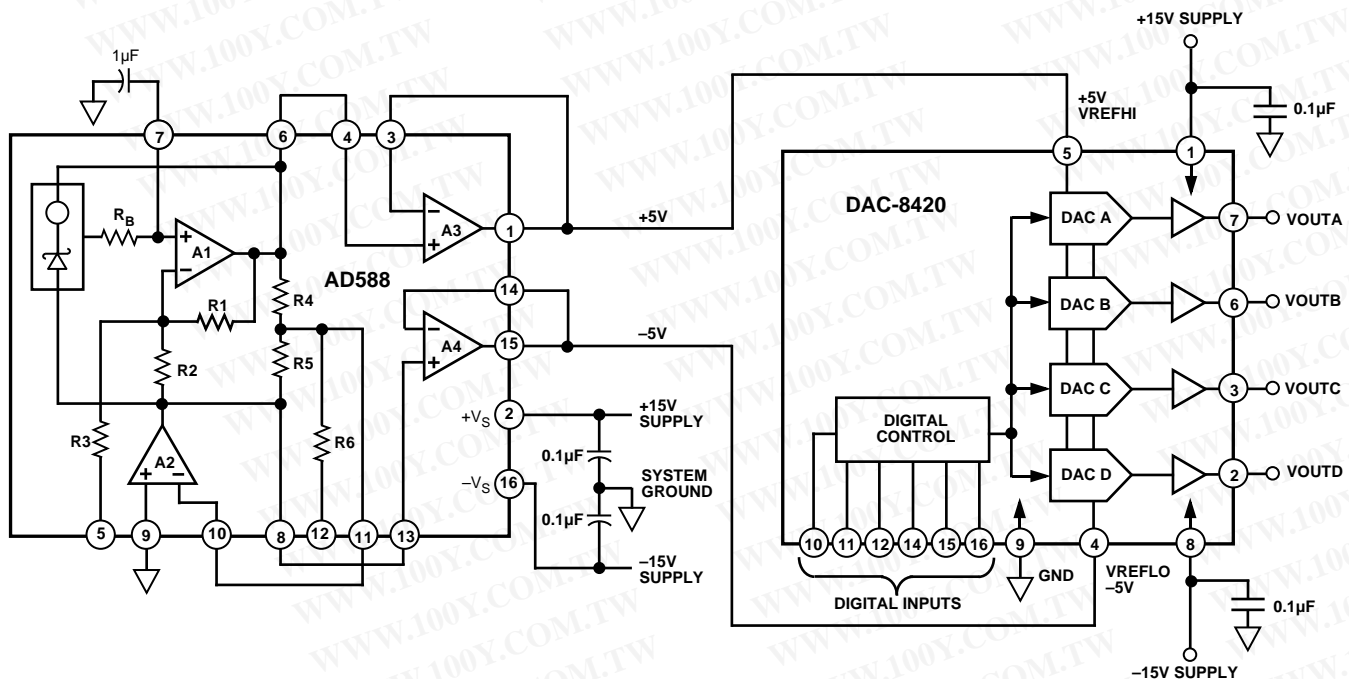 WWW.100Y.COM.TW
+15V SUPPLY
1µF
0.1µF
+5V
VREFHI
7
6
4
3
5
1
RB
A1
A3
1
+5V
DAC-8420
DAC A
7
VOUTA
AD588
R4
R1
14
DAC B
6
VOUTB
–5V
A4
15
R2
R5
DAC C
3
VOUTC
+VS
2
+15V
SUPPLY
DIGITAL
CONTROL
R3
A2
R6
0.1µF
SYSTEM
GROUND
–VS
16
DAC D
2
VOUTD
0.1µF
5
9
10
8
12
11
13
–15V
SUPPLY
10
11
12
14
15
16
9
4
8
GND
VREFLO
–5V
DIGITAL INPUTS
0.1µF
–15V SUPPLY